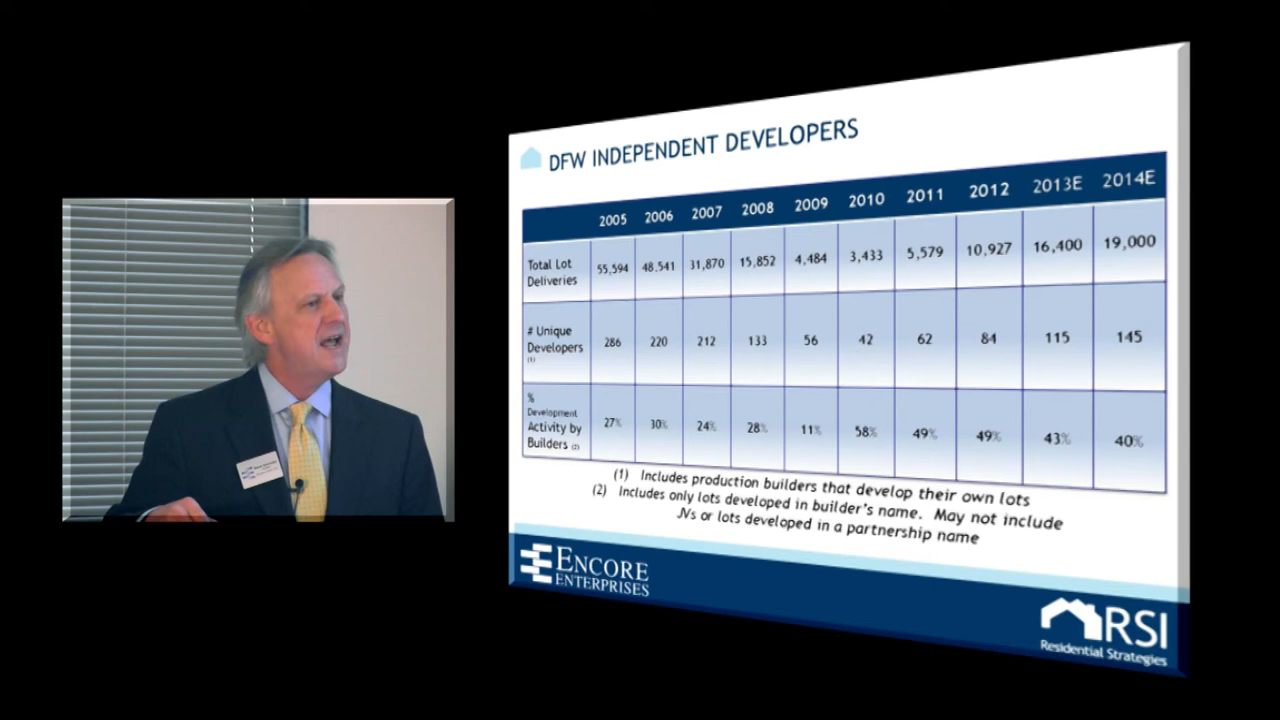 DFW INDEPENDENT DEVELOPERS
2005 2006 2007 2008 2009 2010 2011 2012 2013E 2014E
Total Lot
Deliveries
55,594 48,541 31,870 15,852 4,484 3,433 5,579 10,927 16,400 19,000
# Unique
Developers
(1)
286 220 212 133 56 42 62 84 115 145
%
Development
Activity by
Builders (2)
27% 30% 24% 28% 11% 58% 49% 49% 43% 40%
(1) Includes production builders that develop their own lots
(2) Includes only lots developed in builder's name. May not include
JVs or lots developed in a partnership name
ENCORE
ENTERPRISES
RSI
Residential Strategies